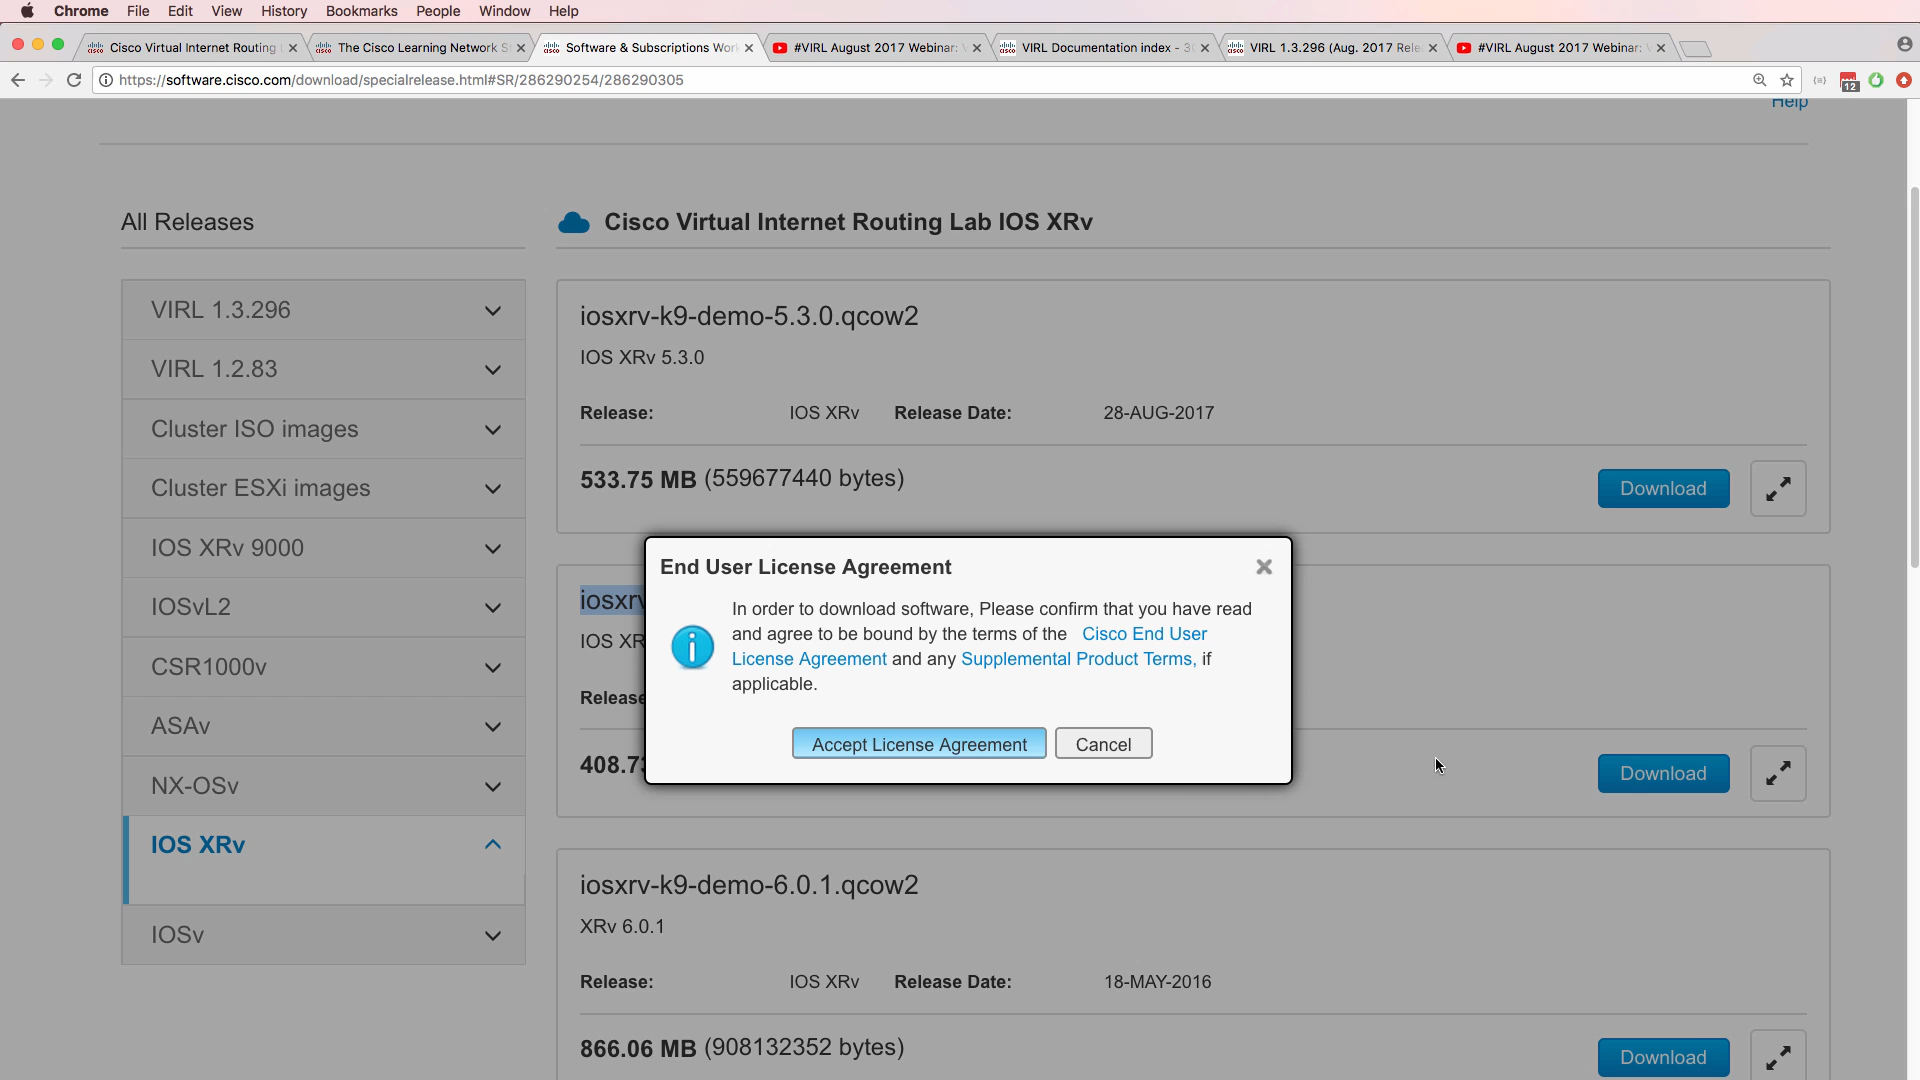 Chrome File Edit View History Bookmarks People Window Help
Cisco Virtual Internet Routing
The Cisco Learning Network S
Software & Subscriptions Wor
#VIRL August 2017 Webinar:
VIRL Documentation index - 3
VIRL 1.3.296 (Aug. 2017 Rele
#VIRL August 2017 Webinar:
https://software.cisco.com/download/specialrelease.html#SR/286290254/286290305
12
Help
All Releases
Cisco Virtual Internet Routing Lab IOS XRv
VIRL 1.3.296
VIRL 1.2.83
Cluster ISO images
Cluster ESXi images
IOS XRv 9000
IOSvL2
CSR1000v
ASAv
NX-OSv
IOS XRv
IOSv
iosxrv-k9-demo-5.3.0.qcow2
IOS XRv 5.3.0
Release: IOS XRv Release Date: 28-AUG-2017
533.75 MB (559677440 bytes)
Download
iosxrv
IOS XR
Release
408.73
Download
End User License Agreement
In order to download software, Please confirm that you have read
and agree to be bound by the terms of the Cisco End User
License Agreement and any Supplemental Product Terms, if
applicable.
Accept License Agreement Cancel
iosxrv-k9-demo-6.0.1.qcow2
XRv 6.0.1
Release: IOS XRv Release Date: 18-MAY-2016
866.06 MB (908132352 bytes)
Download